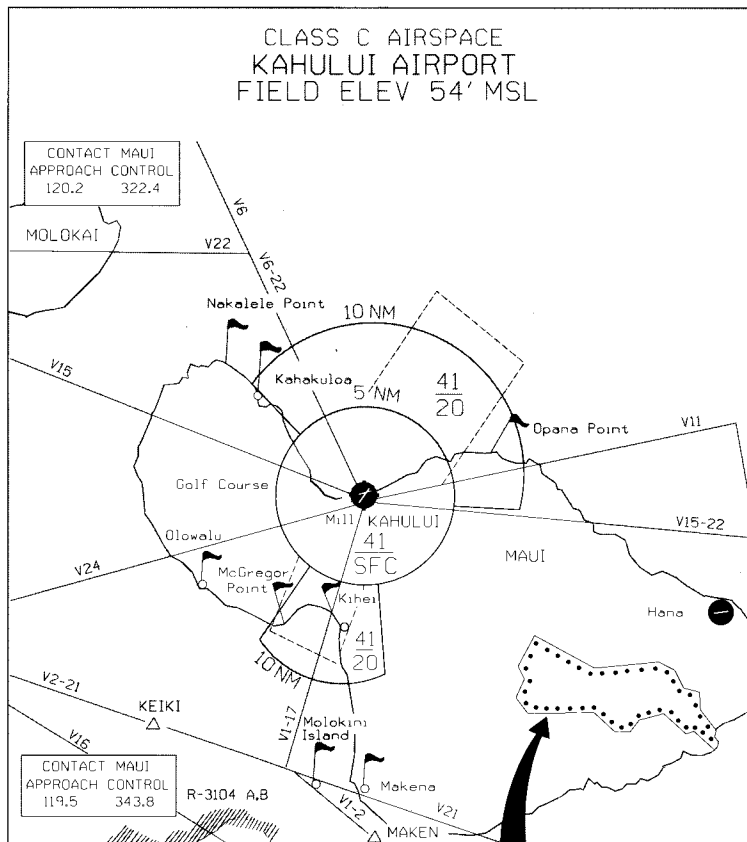 CLASS C AIRSPACE
KAHULUI AIRPORT
FIELD ELEV 54' MSL
CONTACT MAUI
APPROACH CONTROL
120.2 322.4
MOLOKAI
V6
V22
V6-22
Nakalele Point
10 NM
Kahakuloa
V15
5 NM
41
20
Opana Point
V11
Golf Course
Mill
KAHULUI
41
SFC
V15-22
Olowalu
MAUI
V24
McGregor
Point
Kihei
Hana
41
20
10 NM
V2-21
KEIKI
V1-17
V16
Molokini
Island
CONTACT MAUI
APPROACH CONTROL
119.5 343.8
R-3104 A,B
Makena
V1-2
V21
MAKEN